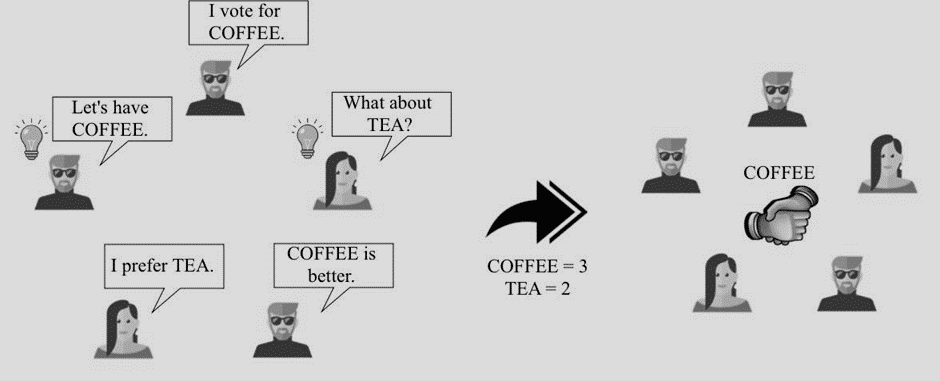 I vote for
COFFEE.
Let's have
COFFEE.
What about
TEA?
I prefer TEA.
COFFEE is
better.
COFFEE = 3
TEA = 2
COFFEE